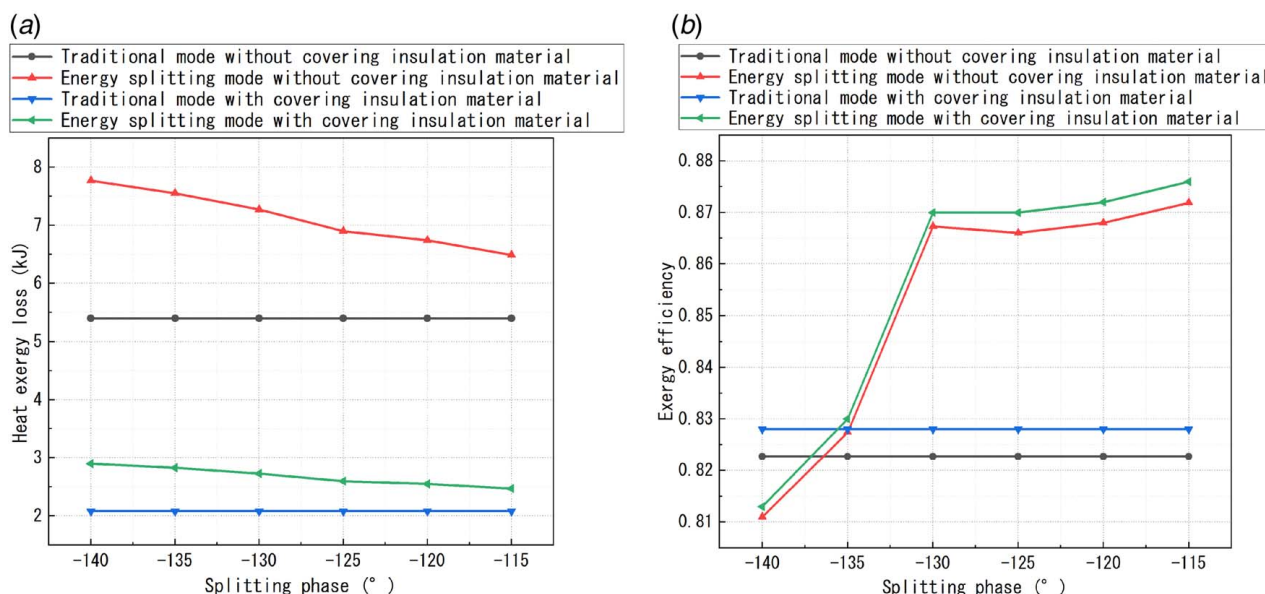 (a)
Traditional mode without covering insulation material
Energy splitting mode without covering insulation material
Traditional mode with covering insulation material
Energy splitting mode with covering insulation material
8
7
6
5
4
3
2
Heat exergy loss (kJ)
-140 -135 -130 -125 -120 -115
Splitting phase (° )
(b)
Traditional mode without covering insulation material
Energy splitting mode without covering insulation material
Traditional mode with covering insulation material
Energy splitting mode with covering insulation material
0.88
0.87
0.86
0.85
0.84
0.83
0.82
0.81
Exergy efficiency
-140 -135 -130 -125 -120 -115
Splitting phase (° )